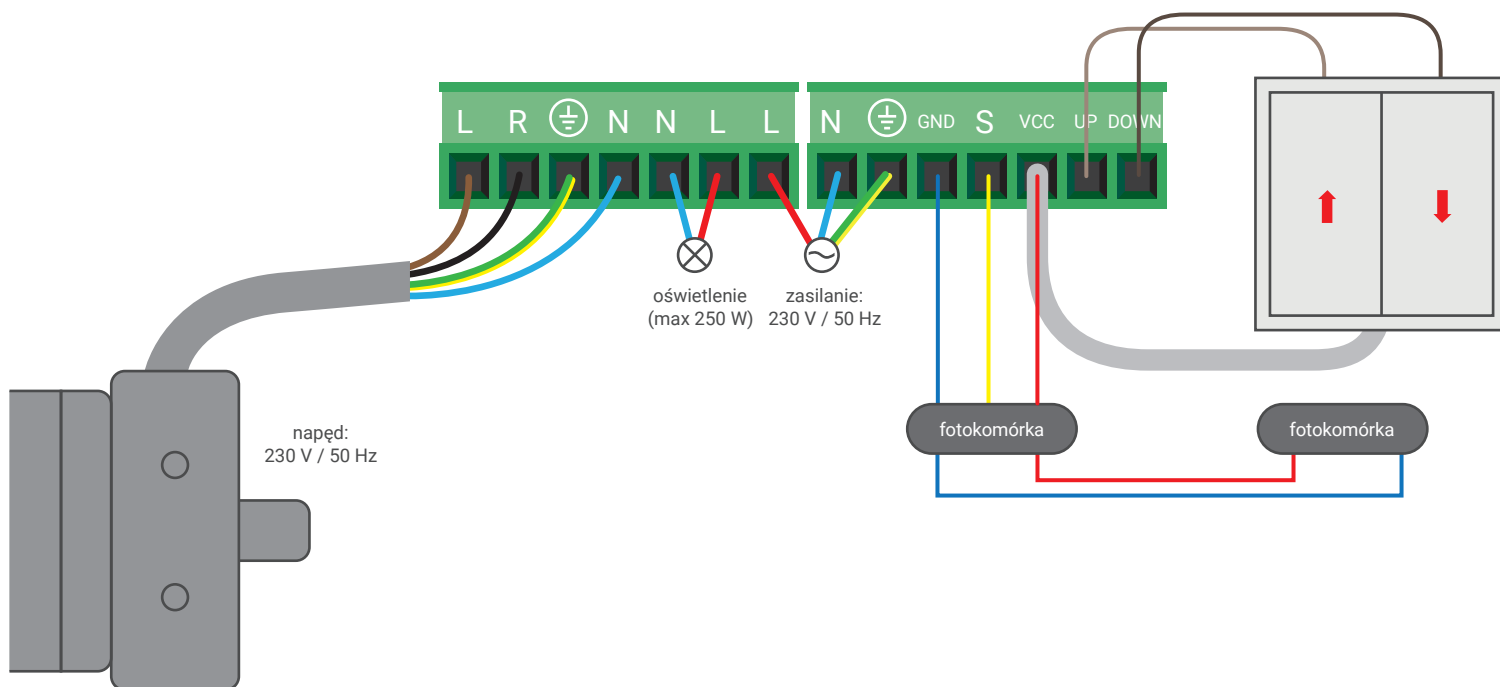 L R N N L L N GND S VCC UP DOWN
oświetlenie
(max 250 W)
zasilanie:
230 V / 50 Hz
napęd:
230 V / 50 Hz
fotokomórka
fotokomórka